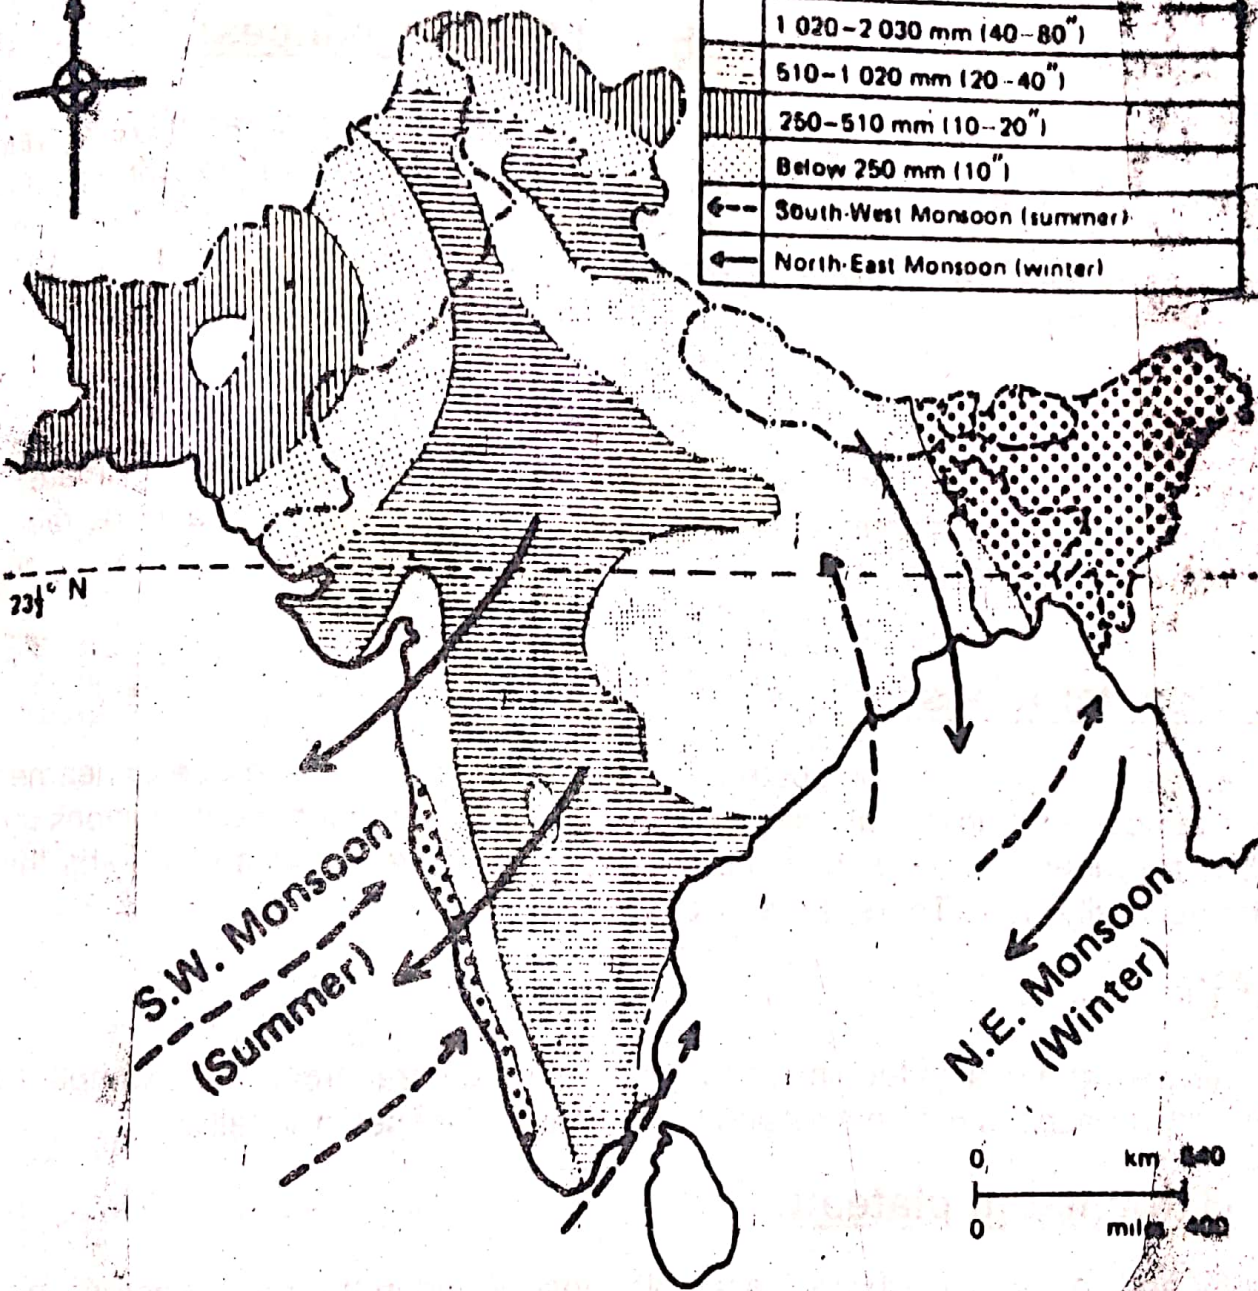 1 020-2 030 mm (40-80")
510-1 020 mm (20-40")
250-510 mm (10-20")
Below 250 mm (10")
South-West Monsoon (summer)
North-East Monsoon (winter)
23½° N
S.W. Monsoon
(Summer)
N.E. Monsoon
(Winter)
0 km 640
0 miles 400